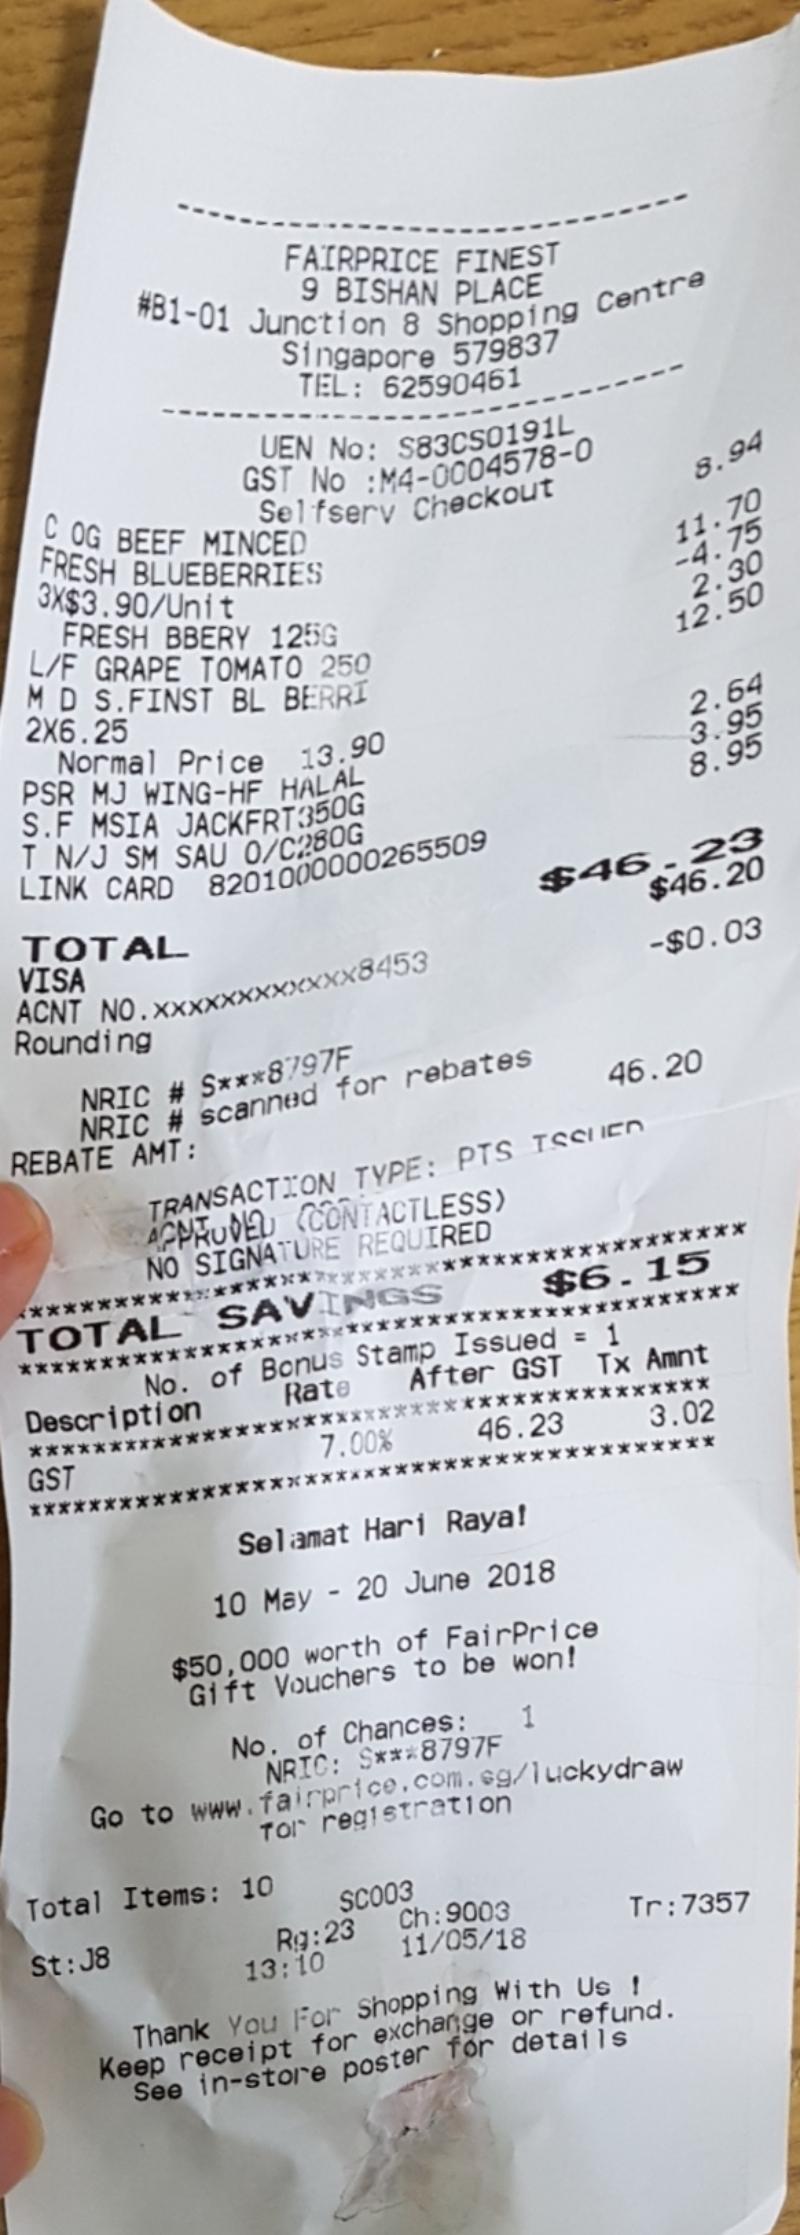 FAIRPRICE FINEST
9 BISHAN PLACE
#B1-01 Junction 8 Shopping Centre
Singapore 579837
TEL: 62590461
UEN No: S83CS0191L
GST No :M4-0004578-0
Selfserv Checkout
C OG BEEF MINCED 8.94
FRESH BLUEBERRIES
3X$3.90/Unit 11.70
FRESH BBERY 125G -4.75
L/F GRAPE TOMATO 250 2.30
M D S.FINST BL BERRI 12.50
2X6.25
Normal Price 13.90
PSR MJ WING-HF HALAL 2.64
S.F MSIA JACKFRT350G 3.95
T N/J SM SAU O/C280G 8.95
LINK CARD 8201000000265509
TOTAL $46.23
VISA $46.20
ACNT NO.xxxxxxxxxxxx8453
Rounding -$0.03
NRIC # S***8797F
NRIC # scanned for rebates
REBATE AMT: 46.20
TRANSACTION TYPE: PTS ISSUED
APPROVED (CONTACTLESS)
NO SIGNATURE REQUIRED
TOTAL SAVINGS $6.15
No. of Bonus Stamp Issued = 1
Description Rate After GST Tx Amnt
GST 7.00% 46.23 3.02
Selamat Hari Raya!
10 May - 20 June 2018
$50,000 worth of FairPrice
Gift Vouchers to be won!
No. of Chances: 1
NRIC: S***8797F
Go to www.fairprice.com.sg/luckydraw
for registration
Total Items: 10
SC003
St:J8 Rg:23 Ch:9003 Tr:7357
13:10 11/05/18
Thank You For Shopping With Us !
Keep receipt for exchange or refund.
See in-store poster for details